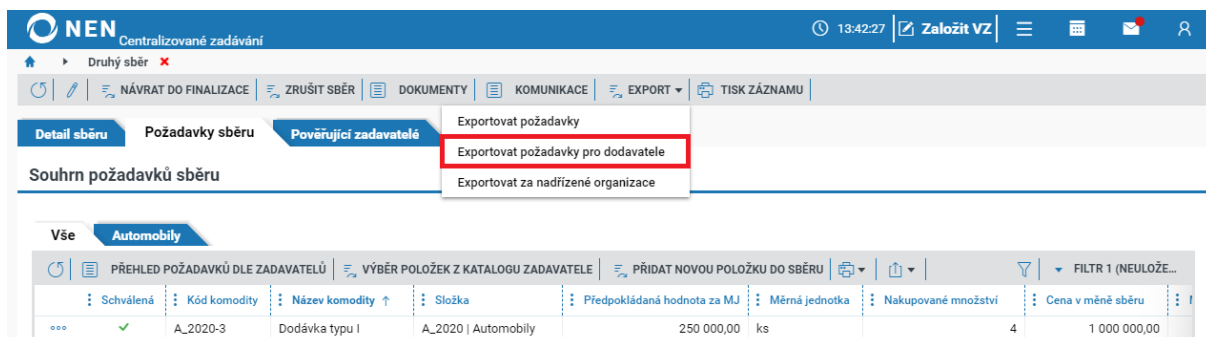 NEN Centralizované zadávání 13:42:27 Založit VZ
Druhý sběr
NÁVRAT DO FINALIZACE ZRUŠIT SBĚR DOKUMENTY KOMUNIKACE EXPORT TISK ZÁZNAMU
Detail sběru Požadavky sběru Pověřující zadavatelé
Exportovat požadavky
Exportovat požadavky pro dodavatele
Exportovat za nadřízené organizace
Souhrn požadavků sběru
Vše Automobily
PŘEHLED POŽADAVKŮ DLE ZADAVATELŮ VÝBĚR POLOŽEK Z KATALOGU ZADAVATELE PŘIDAT NOVOU POLOŽKU DO SBĚRU FILTR 1 (NEULOŽE...
Schválená Kód komodity Název komodity ↑ Složka Předpokládaná hodnota za MJ Měrná jednotka Nakupované množství Cena v měně sběru
A_2020-3 Dodávka typu I A_2020 | Automobily 250 000,00 ks 4 1 000 000,00